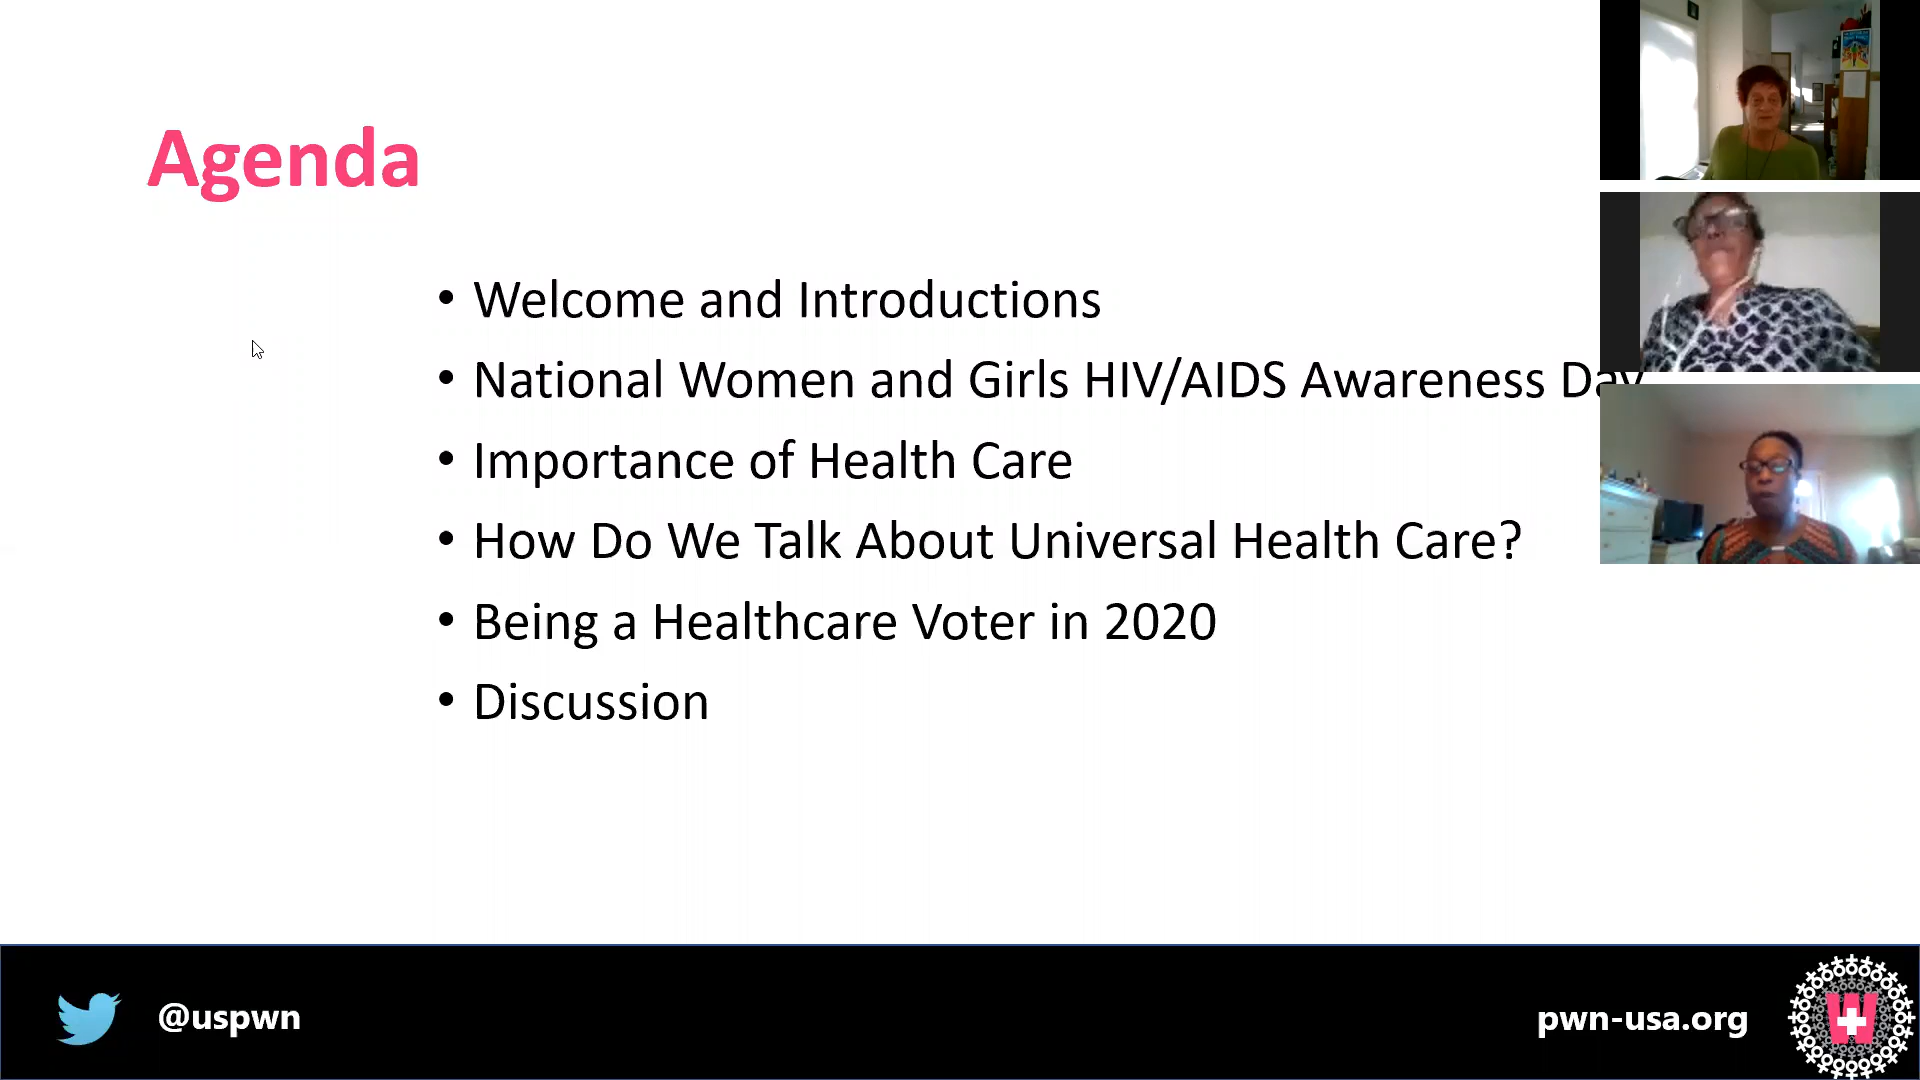 Agenda
• Welcome and Introductions
• National Women and Girls HIV/AIDS Awareness Day
• Importance of Health Care
• How Do We Talk About Universal Health Care?
• Being a Healthcare Voter in 2020
• Discussion
@uspwn
pwn-usa.org
W